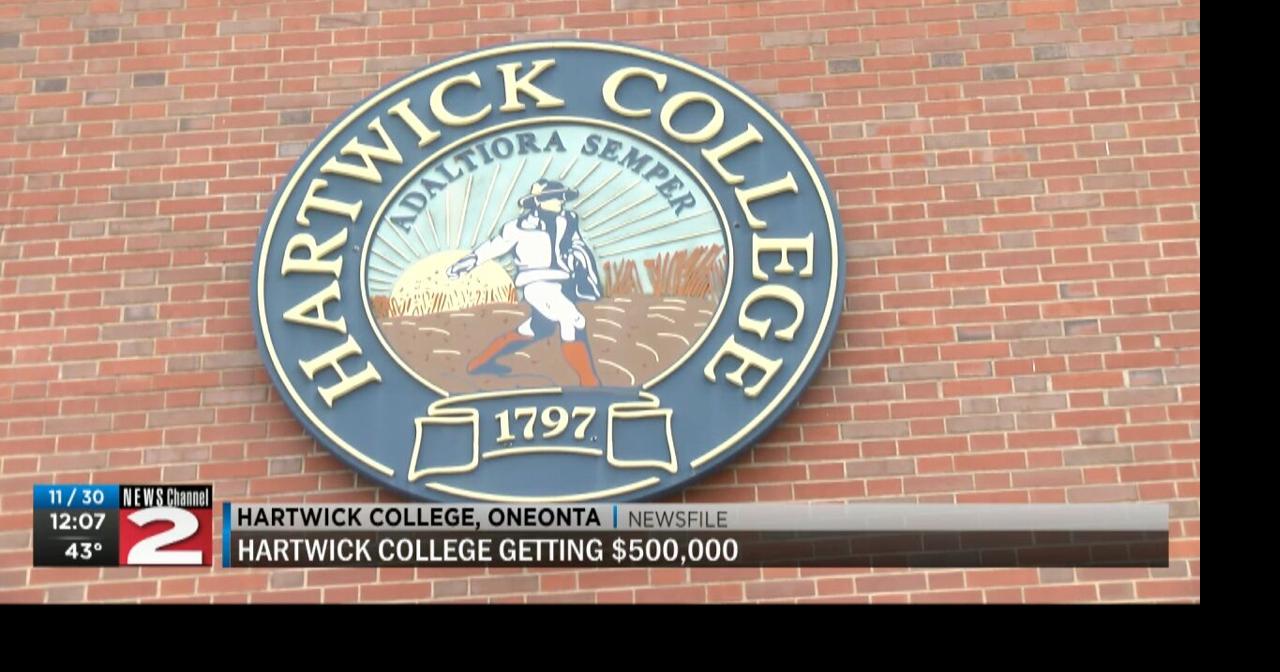 HARTWICK COLLEGE
ADALTIORA SEMPER
1797
11 / 30
NEWS Channel
12:07
2
43°
HARTWICK COLLEGE, ONEONTA | NEWSFILE
HARTWICK COLLEGE GETTING $500,000